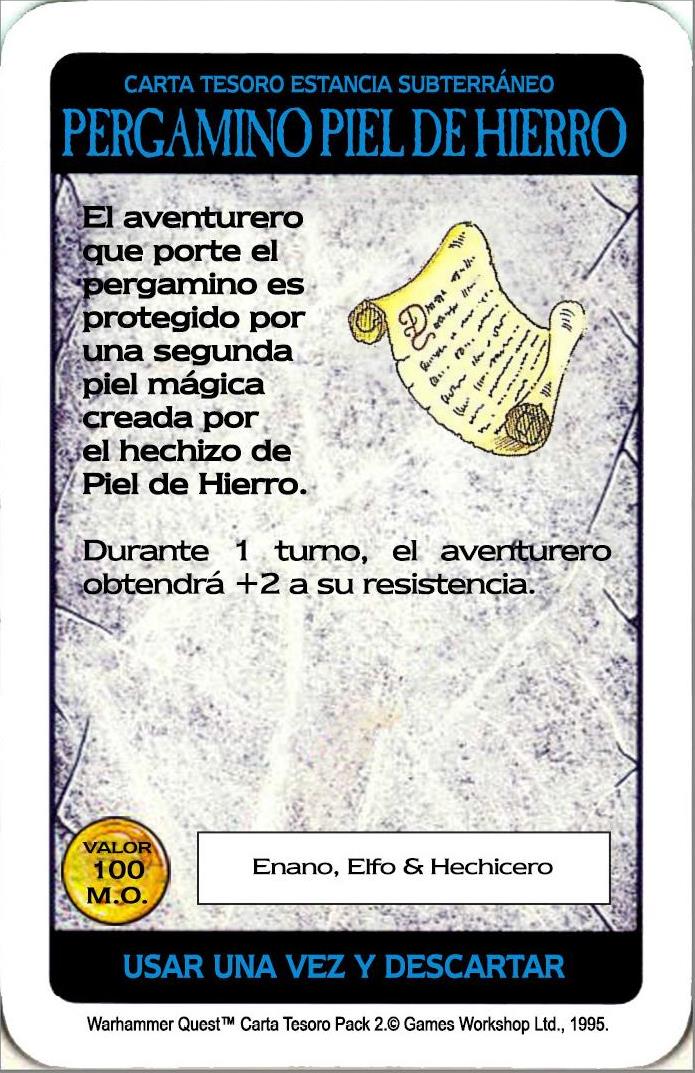 CARTA TESORO ESTANCIA SUBTERRÁNEO
PERGAMINO PIEL DE HIERRO
El aventurero
que porte el
pergamino es
protegido por
una segunda
piel mágica
creada por
el hechizo de
Piel de Hierro.
Durante 1 turno, el aventurero
obtendrá +2 a su resistencia.
VALOR
100
M.O.
Enano, Elfo & Hechicero
USAR UNA VEZ Y DESCARTAR
Warhammer Quest™ Carta Tesoro Pack 2.© Games Workshop Ltd., 1995.